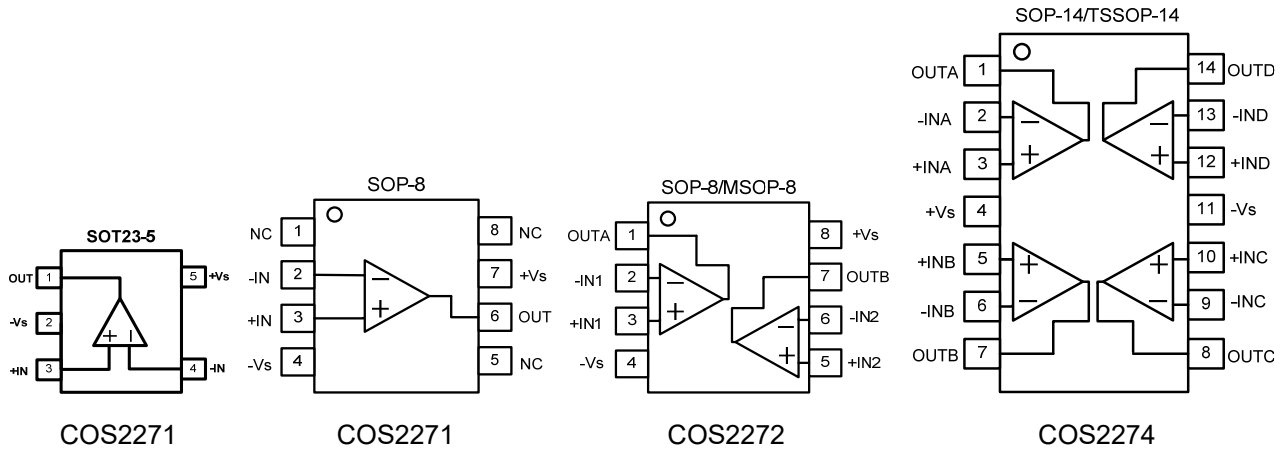 SOT23-5
OUT 1
5 +Vs
-Vs 2
+IN 3
4 -IN
+ −
COS2271
SOP-8
NC 1
8 NC
-IN 2
7 +Vs
+IN 3
6 OUT
-Vs 4
5 NC
−
+
COS2271
SOP-8/MSOP-8
OUTA 1
8 +Vs
-IN1 2
7 OUTB
+IN1 3
6 -IN2
-Vs 4
5 +IN2
−
+
−
+
COS2272
SOP-14/TSSOP-14
OUTA 1
14 OUTD
-INA 2
13 -IND
+INA 3
12 +IND
+Vs 4
11 -Vs
+INB 5
10 +INC
-INB 6
9 -INC
OUTB 7
8 OUTC
− −
+ +
+ +
− −
COS2274